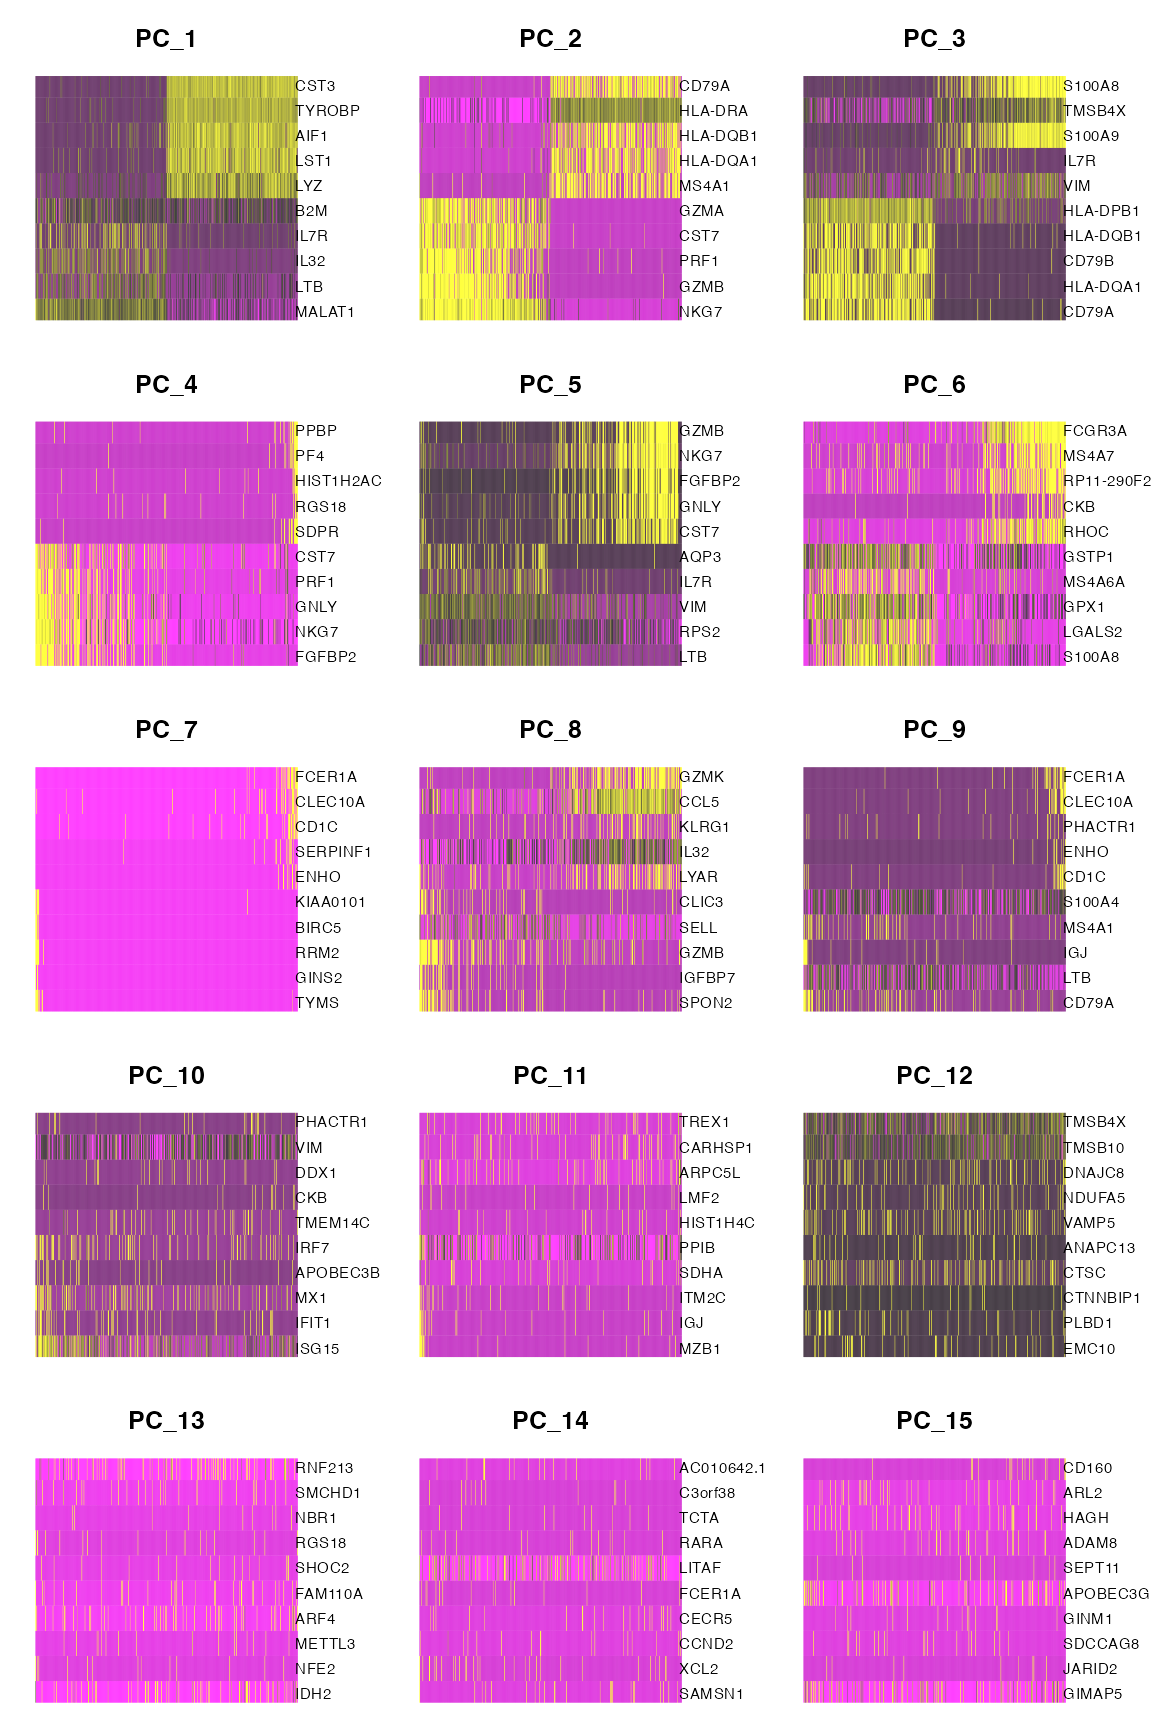 PC_1
CST3
TYROBP
AIF1
LST1
LYZ
B2M
IL7R
IL32
LTB
MALAT1
PC_2
CD79A
HLA-DRA
HLA-DQB1
HLA-DQA1
MS4A1
GZMA
CST7
PRF1
GZMB
NKG7
PC_3
S100A8
TMSB4X
S100A9
IL7R
VIM
HLA-DPB1
HLA-DQB1
CD79B
HLA-DQA1
CD79A
PC_4
PPBP
PF4
HIST1H2AC
RGS18
SDPR
CST7
PRF1
GNLY
NKG7
FGFBP2
PC_5
GZMB
NKG7
FGFBP2
GNLY
CST7
AQP3
IL7R
VIM
RPS2
LTB
PC_6
FCGR3A
MS4A7
RP11-290F2
CKB
RHOC
GSTP1
MS4A6A
GPX1
LGALS2
S100A8
PC_7
FCER1A
CLEC10A
CD1C
SERPINF1
ENHO
KIAA0101
BIRC5
RRM2
GINS2
TYMS
PC_8
GZMK
CCL5
KLRG1
IL32
LYAR
CLIC3
SELL
GZMB
IGFBP7
SPON2
PC_9
FCER1A
CLEC10A
PHACTR1
ENHO
CD1C
S100A4
MS4A1
IGJ
LTB
CD79A
PC_10
PHACTR1
VIM
DDX1
CKB
TMEM14C
IRF7
APOBEC3B
MX1
IFIT1
ISG15
PC_11
TREX1
CARHSP1
ARPC5L
LMF2
HIST1H4C
PPIB
SDHA
ITM2C
IGJ
MZB1
PC_12
TMSB4X
TMSB10
DNAJC8
NDUFA5
VAMP5
ANAPC13
CTSC
CTNNBIP1
PLBD1
EMC10
PC_13
RNF213
SMCHD1
NBR1
RGS18
SHOC2
FAM110A
ARF4
METTL3
NFE2
IDH2
PC_14
AC010642.1
C3orf38
TCTA
RARA
LITAF
FCER1A
CECR5
CCND2
XCL2
SAMSN1
PC_15
CD160
ARL2
HAGH
ADAM8
SEPT11
APOBEC3G
GINM1
SDCCAG8
JARID2
GIMAP5